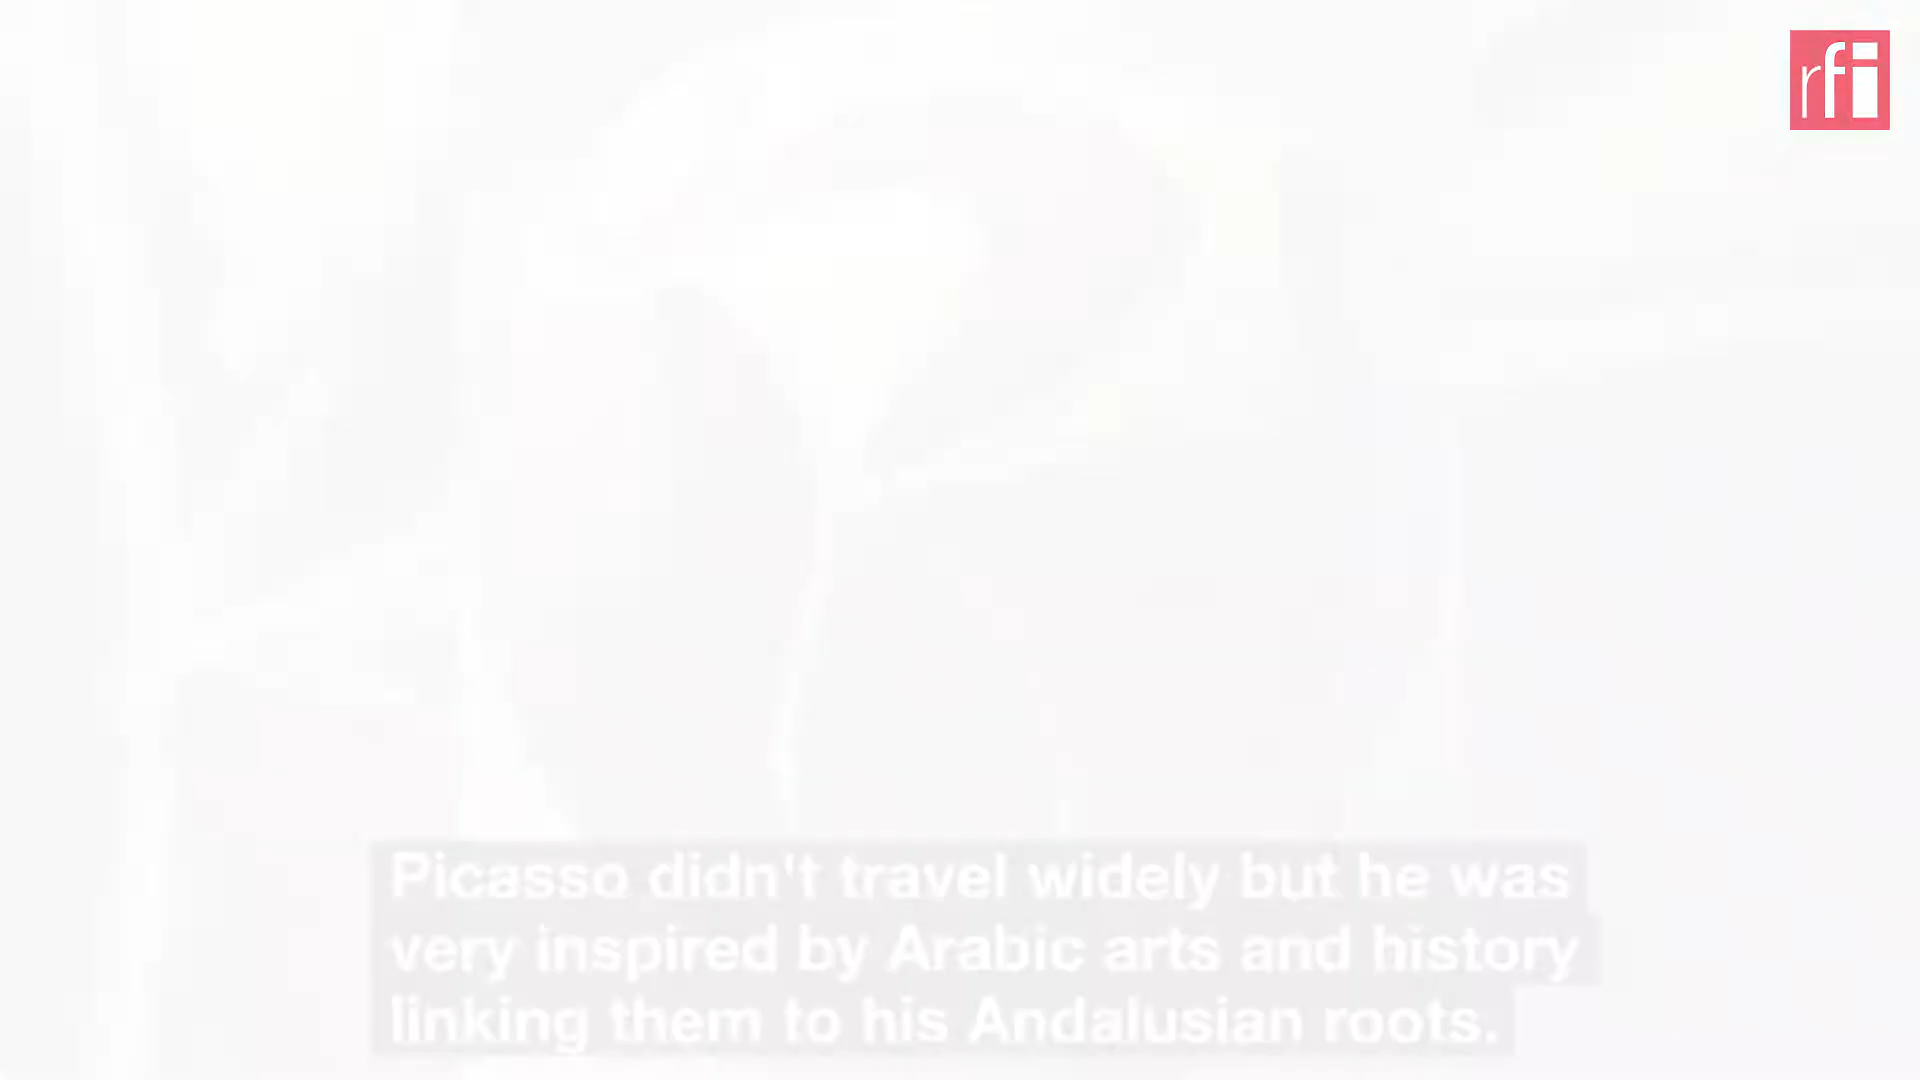 rfi
Picasso didn't travel widely but he was
very inspired by Arabic arts and history
linking them to his Andalusian roots.